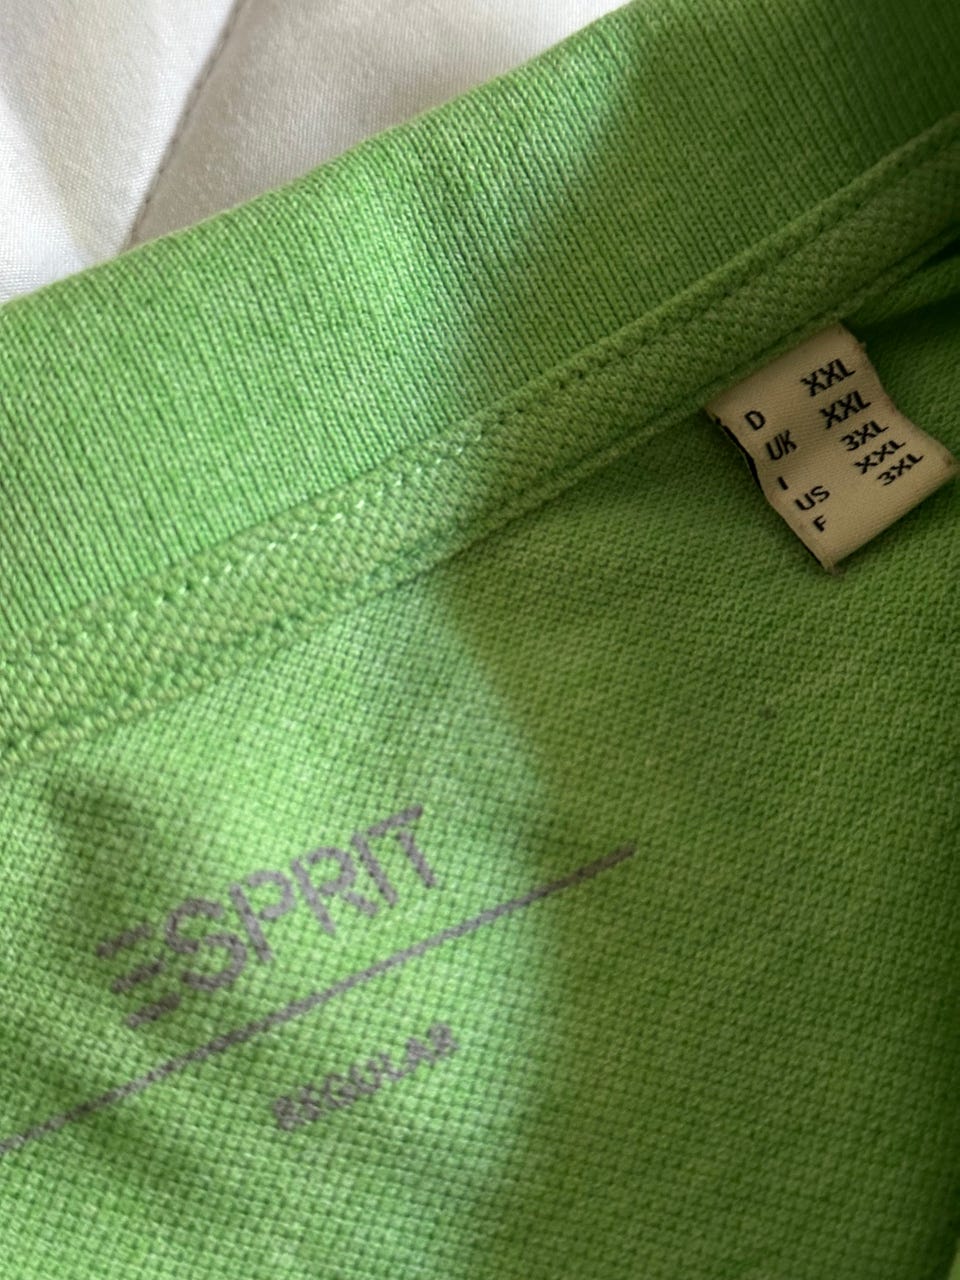 D XXL
UK XXL
I 3XL
US XXL
F 3XL
ESPRIT
REGULAR